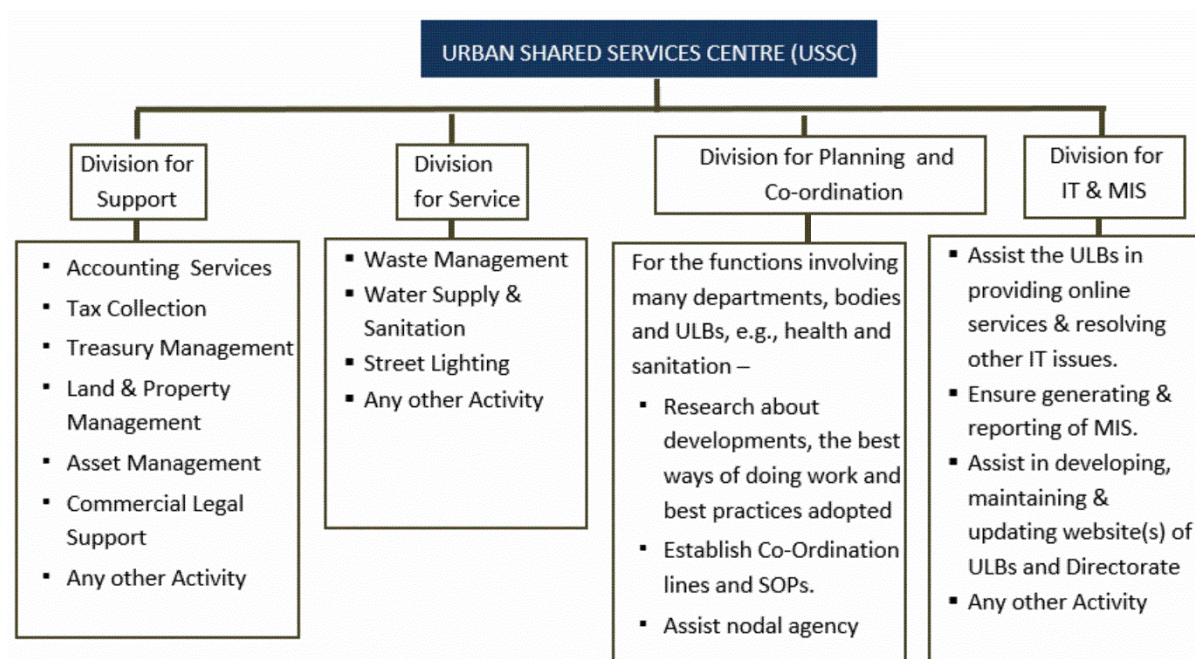 URBAN SHARED SERVICES CENTRE (USSC)
Division for
Support
▪ Accounting Services
▪ Tax Collection
▪ Treasury Management
▪ Land & Property
Management
▪ Asset Management
▪ Commercial Legal
Support
▪ Any other Activity
Division
for Service
▪ Waste Management
▪ Water Supply &
Sanitation
▪ Street Lighting
▪ Any other Activity
Division for Planning and
Co-ordination
For the functions involving
many departments, bodies
and ULBs, e.g., health and
sanitation –
▪ Research about
developments, the best
ways of doing work and
best practices adopted
▪ Establish Co-Ordination
lines and SOPs.
▪ Assist nodal agency
Division for
IT & MIS
▪ Assist the ULBs in
providing online
services & resolving
other IT issues.
▪ Ensure generating &
reporting of MIS.
▪ Assist in developing,
maintaining &
updating website(s) of
ULBs and Directorate
▪ Any other Activity